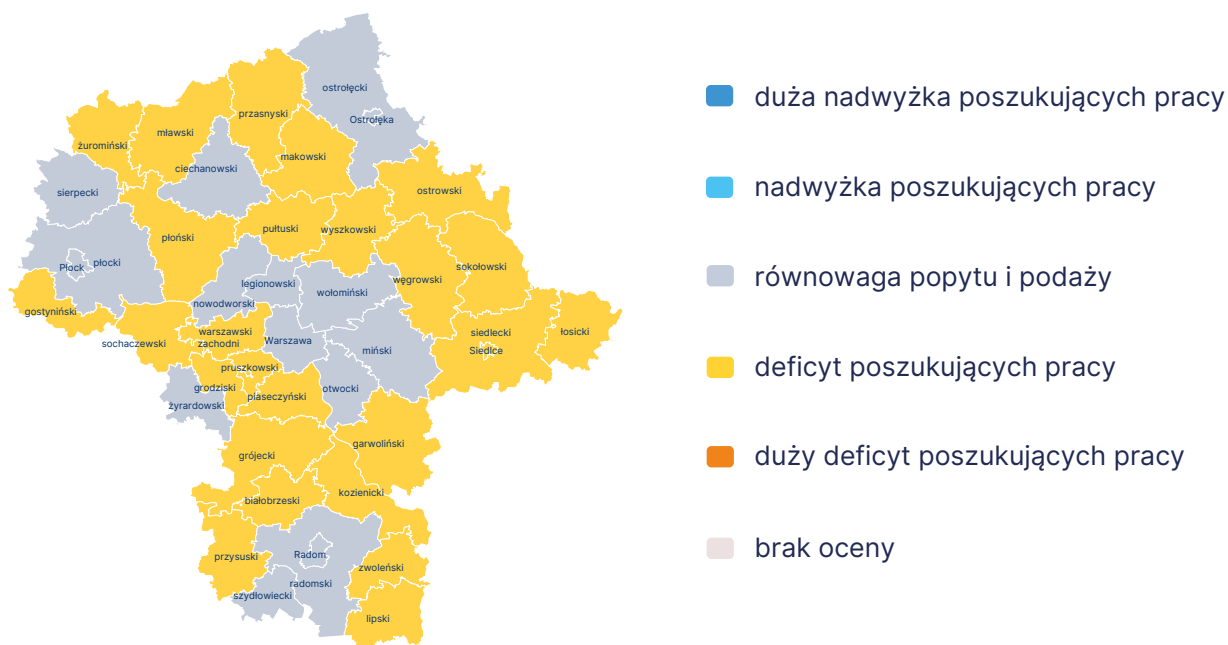 ostrołęcki
Ostrołęka
przasnyski
mławski
żuromiński
makowski
ciechanowski
sierpecki
ostrowski
płoński
pułtuski
wyszkowski
Płock
płocki
sokołowski
węgrowski
legionowski
wołomiński
nowodworski
gostyniński
sochaczewski
warszawski
zachodni
Warszawa
miński
siedlecki
Siedlce
łosicki
pruszkowski
grodziski
otwocki
piaseczyński
żyrardowski
garwoliński
grójecki
kozienicki
białobrzeski
przysuski
Radom
zwoleński
radomski
szydłowiecki
lipski
duża nadwyżka poszukujących pracy
nadwyżka poszukujących pracy
równowaga popytu i podaży
deficyt poszukujących pracy
duży deficyt poszukujących pracy
brak oceny